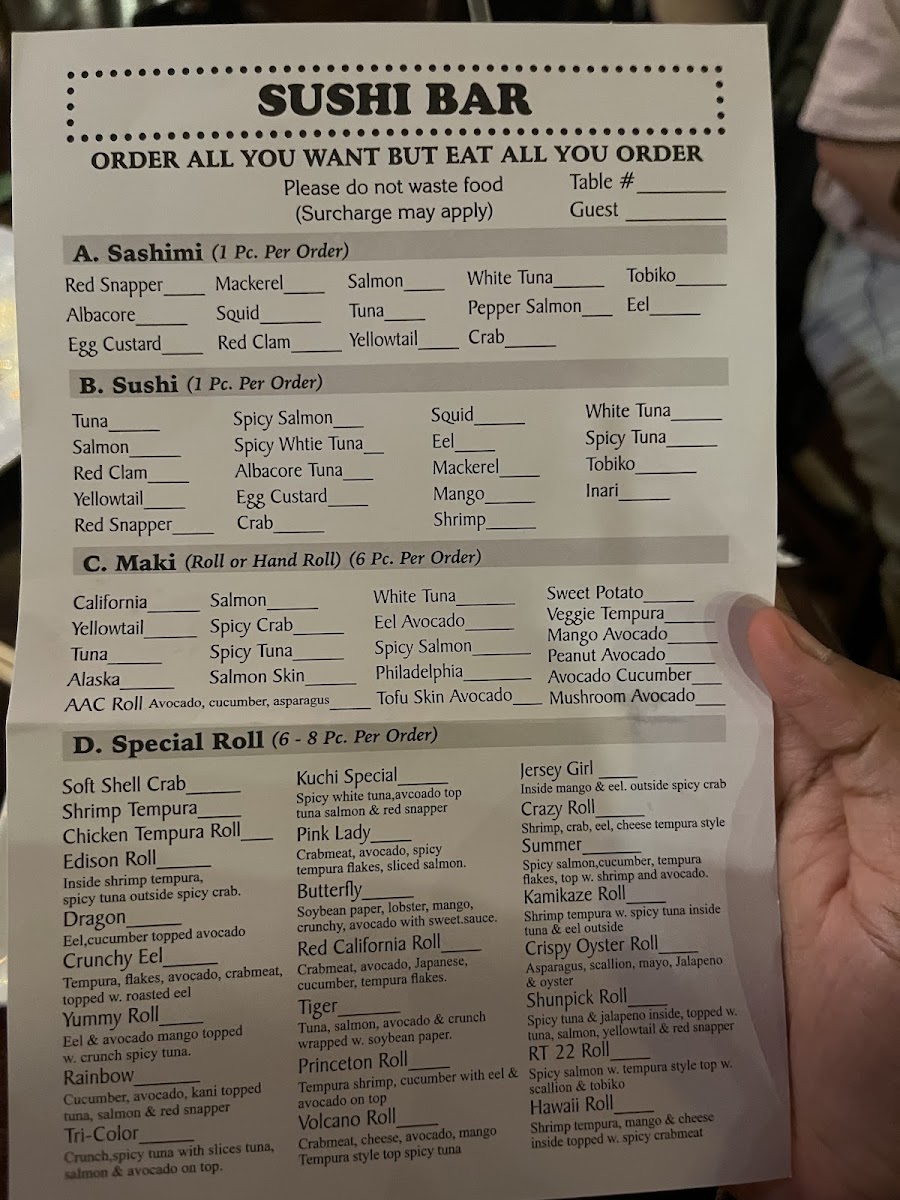 SUSHI BAR
ORDER ALL YOU WANT BUT EAT ALL YOU ORDER
Please do not waste food
(Surcharge may apply)
Table #
Guest
A. Sashimi (1 Pc. Per Order)
Red Snapper Mackerel Salmon White Tuna Tobiko
Albacore Squid Tuna Pepper Salmon Eel
Egg Custard Red Clam Yellowtail Crab
B. Sushi (1 Pc. Per Order)
Tuna Spicy Salmon Squid White Tuna
Salmon Spicy Whtie Tuna Eel Spicy Tuna
Red Clam Albacore Tuna Mackerel Tobiko
Yellowtail Egg Custard Mango Inari
Red Snapper Crab Shrimp
C. Maki (Roll or Hand Roll) (6 Pc. Per Order)
California Salmon White Tuna Sweet Potato
Yellowtail Spicy Crab Eel Avocado Veggie Tempura
Tuna Spicy Tuna Spicy Salmon Mango Avocado
Alaska Salmon Skin Philadelphia Peanut Avocado
Avocado Cucumber
AAC Roll Avocado, cucumber, asparagus Tofu Skin Avocado Mushroom Avocado
D. Special Roll (6 - 8 Pc. Per Order)
Soft Shell Crab
Shrimp Tempura
Chicken Tempura Roll
Edison Roll
Inside shrimp tempura,
spicy tuna outside spicy crab.
Dragon
Eel,cucumber topped avocado
Crunchy Eel
Tempura, flakes, avocado, crabmeat,
topped w. roasted eel
Yummy Roll
Eel & avocado mango topped
w. crunch spicy tuna.
Rainbow
Cucumber, avocado, kani topped
tuna, salmon & red snapper
Tri-Color
Crunch,spicy tuna with slices tuna,
salmon & avocado on top.
Kuchi Special
Spicy white tuna,avcoado top
tuna salmon & red snapper
Pink Lady
Crabmeat, avocado, spicy
tempura flakes, sliced salmon.
Butterfly
Soybean paper, lobster, mango,
crunchy, avocado with sweet.sauce.
Red California Roll
Crabmeat, avocado, Japanese,
cucumber, tempura flakes.
Tiger
Tuna, salmon, avocado & crunch
wrapped w. soybean paper.
Princeton Roll
Tempura shrimp, cucumber with eel &
avocado on top
Volcano Roll
Crabmeat, cheese, avocado, mango
Tempura style top spicy tuna
Jersey Girl
Inside mango & eel. outside spicy crab
Crazy Roll
Shrimp, crab, eel, cheese tempura style
Summer
Spicy salmon,cucumber, tempura
flakes, top w. shrimp and avocado.
Kamikaze Roll
Shrimp tempura w. spicy tuna inside
tuna & eel outside
Crispy Oyster Roll
Asparagus, scallion, mayo, Jalapeno
& oyster
Shunpick Roll
Spicy tuna & jalapeno inside, topped w.
tuna, salmon, yellowtail & red snapper
RT 22 Roll
Spicy salmon w. tempura style top w.
scallion & tobiko
Hawaii Roll
Shrimp tempura, mango & cheese
inside topped w. spicy crabmeat